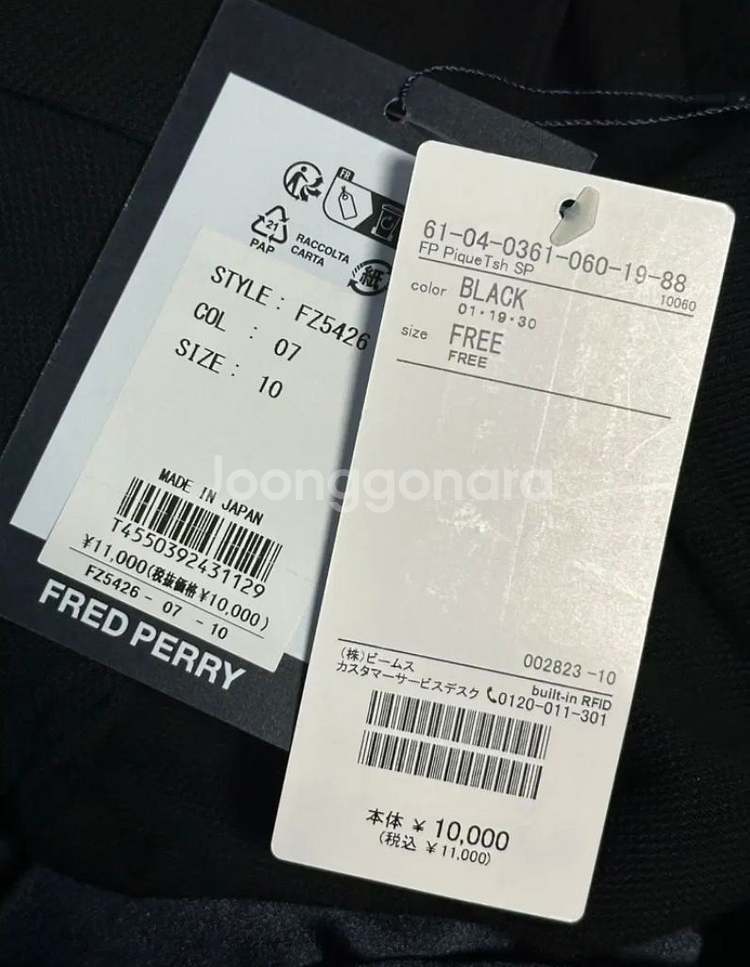 FR
21
PAP
RACCOLTA
CARTA
紙
STYLE : FZ5426
COL : 07
SIZE : 10
MADE IN JAPAN
T4550392431129
¥11,000(税抜価格¥10,000)
FZ5426 - 07 - 10
FRED PERRY
61-04-0361-060-19-88
FP PiqueTsh SP
10060
color BLACK
01・19・30
size FREE
FREE
joonggonara
(株)ビームス
002823 -10
カスタマーサービスデスク
built-in RFID
0120-011-301
本体 ¥ 10,000
(税込 ¥11,000)